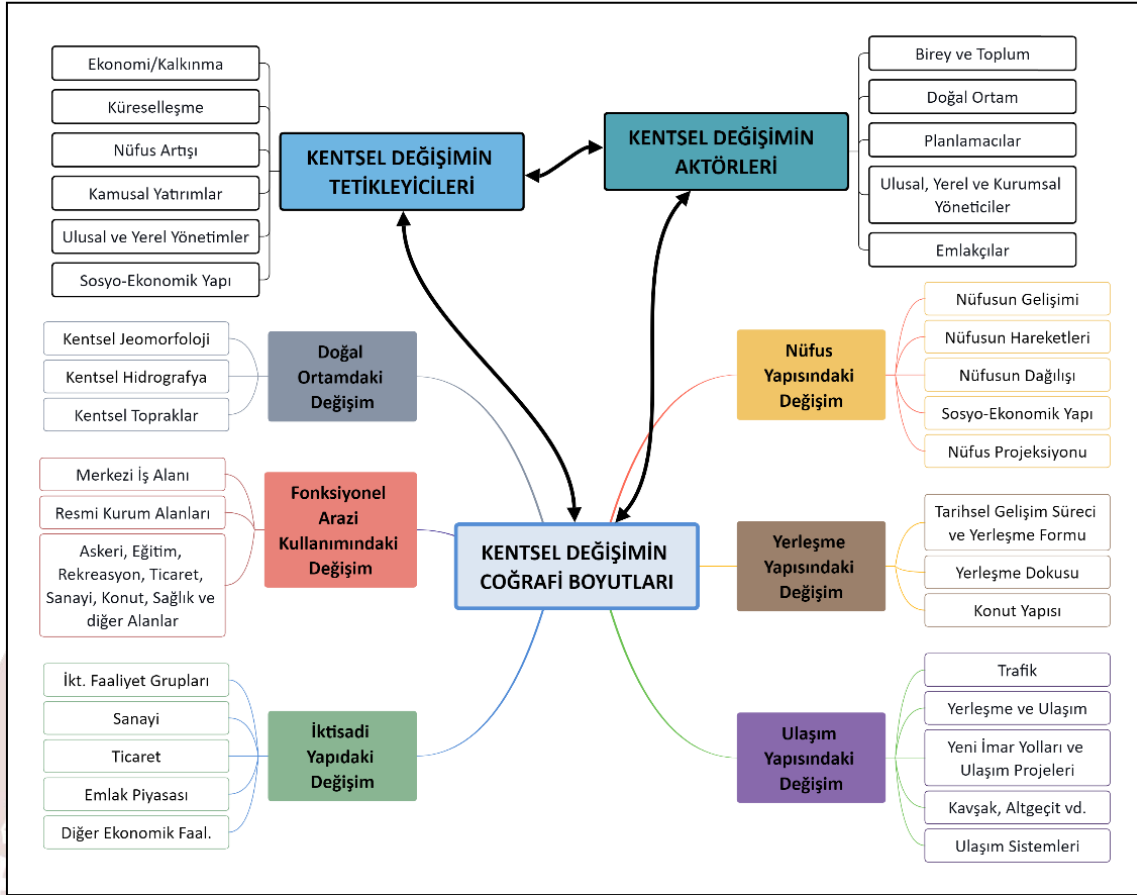 Ekonomi/Kalkınma
Küreselleşme
Nüfus Artışı
Kamusal Yatırımlar
Ulusal ve Yerel Yönetimler
Sosyo-Ekonomik Yapı
KENTSEL DEĞİŞİMİN
TETİKLEYİCİLERİ
KENTSEL DEĞİŞİMİN
AKTÖRLERİ
Birey ve Toplum
Doğal Ortam
Planlamacılar
Ulusal, Yerel ve Kurumsal
Yöneticiler
Emlakçılar
Kentsel Jeomorfoloji
Kentsel Hidrografya
Kentsel Topraklar
Doğal
Ortamdaki
Değişim
Nüfus
Yapısındaki
Değişim
Nüfusun Gelişimi
Nüfusun Hareketleri
Nüfusun Dağılışı
Sosyo-Ekonomik Yapı
Nüfus Projeksiyonu
Merkezi İş Alanı
Resmi Kurum Alanları
Askeri, Eğitim,
Rekreasyon, Ticaret,
Sanayi, Konut, Sağlık ve
diğer Alanlar
Fonksiyonel
Arazi
Kullanımındaki
Değişim
KENTSEL DEĞİŞİMİN
COĞRAFİ BOYUTLARI
Yerleşme
Yapısındaki
Değişim
Tarihsel Gelişim Süreci
ve Yerleşme Formu
Yerleşme Dokusu
Konut Yapısı
İkt. Faaliyet Grupları
Sanayi
Ticaret
Emlak Piyasası
Diğer Ekonomik Faal.
İktisadi
Yapıdaki
Değişim
Ulaşım
Yapısındaki
Değişim
Trafik
Yerleşme ve Ulaşım
Yeni İmar Yolları ve
Ulaşım Projeleri
Kavşak, Altgeçit vd.
Ulaşım Sistemleri